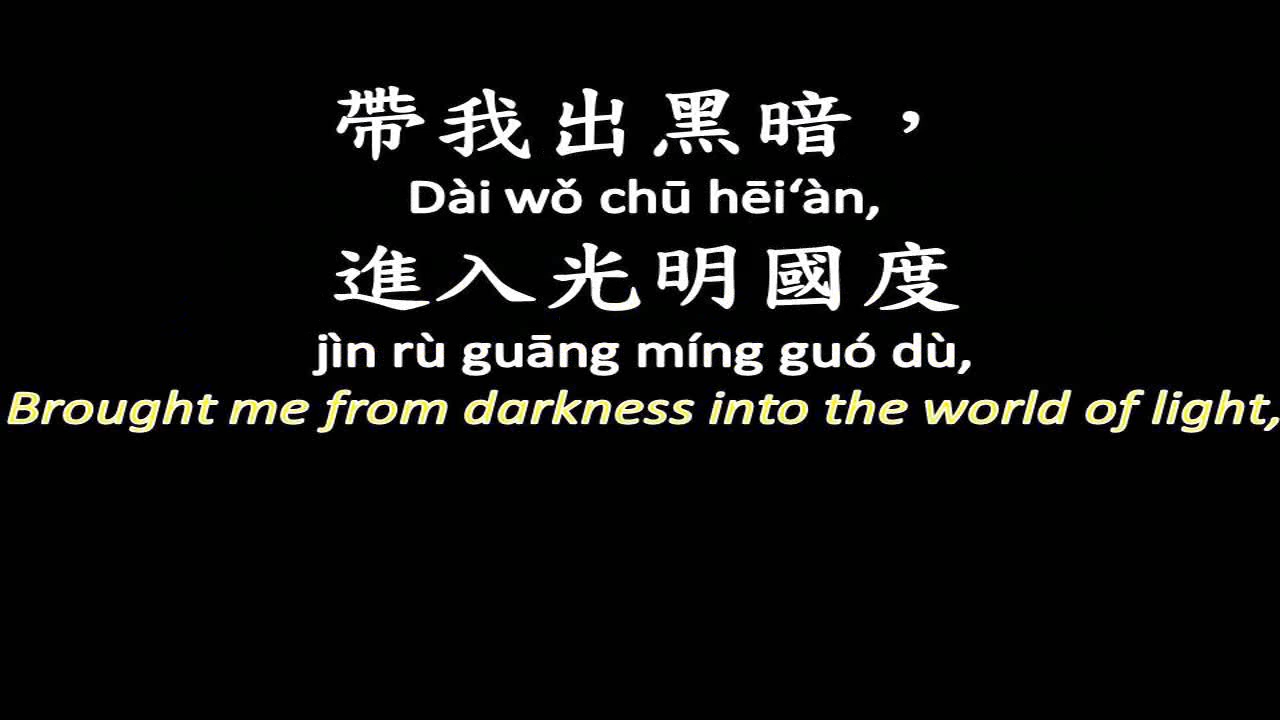 帶我出黑暗，
Dài wǒ chū hēi‘àn,
進入光明國度
jìn rù guāng míng guó dù,
Brought me from darkness into the world of light,